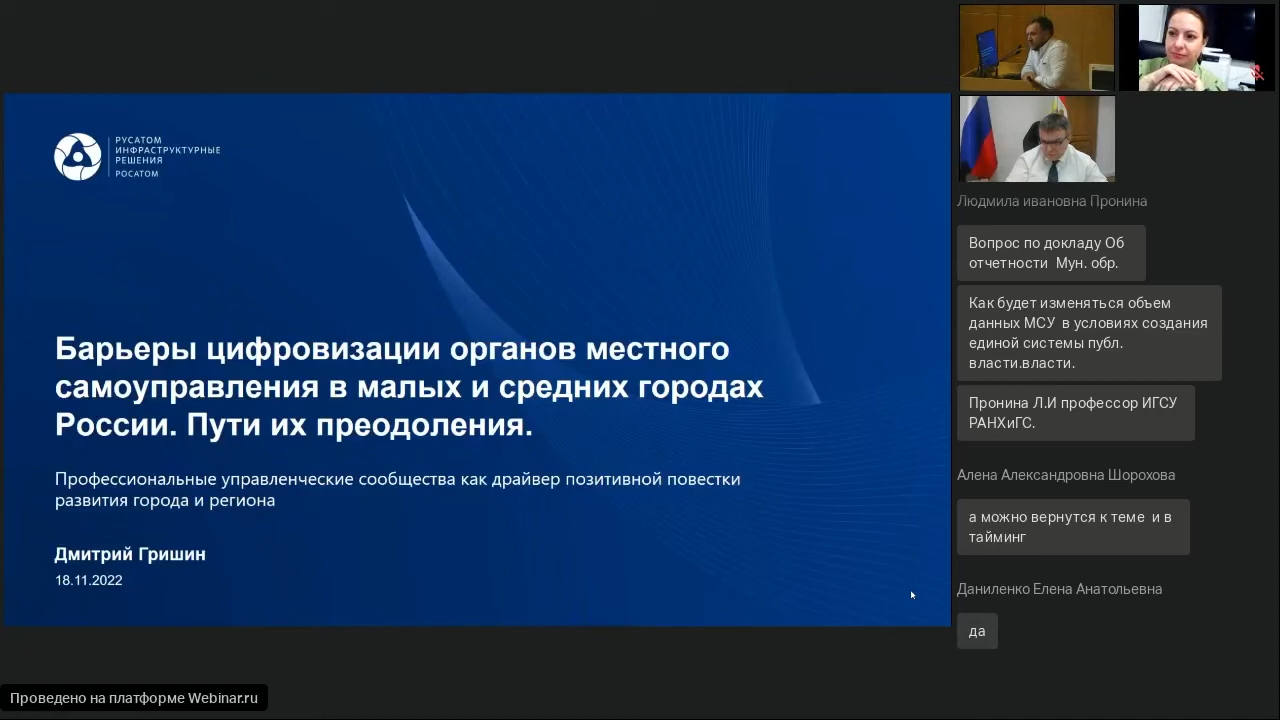 РУСАТОМ
ИНФРАСТРУКТУРНЫЕ
РЕШЕНИЯ
РОСАТОМ
Барьеры цифровизации органов местного
самоуправления в малых и средних городах
России. Пути их преодоления.
Профессиональные управленческие сообщества как драйвер позитивной повестки
развития города и региона
Дмитрий Гришин
18.11.2022
Людмила ивановна Пронина
Вопрос по докладу Об
отчетности Мун. обр.
Как будет изменяться объем
данных МСУ в условиях создания
единой системы публ.
власти.власти.
Пронина Л.И профессор ИГСУ
РАНХиГС.
Алена Александровна Шорохова
а можно вернутся к теме и в
тайминг
Даниленко Елена Анатольевна
да
Проведено на платформе Webinar.ru